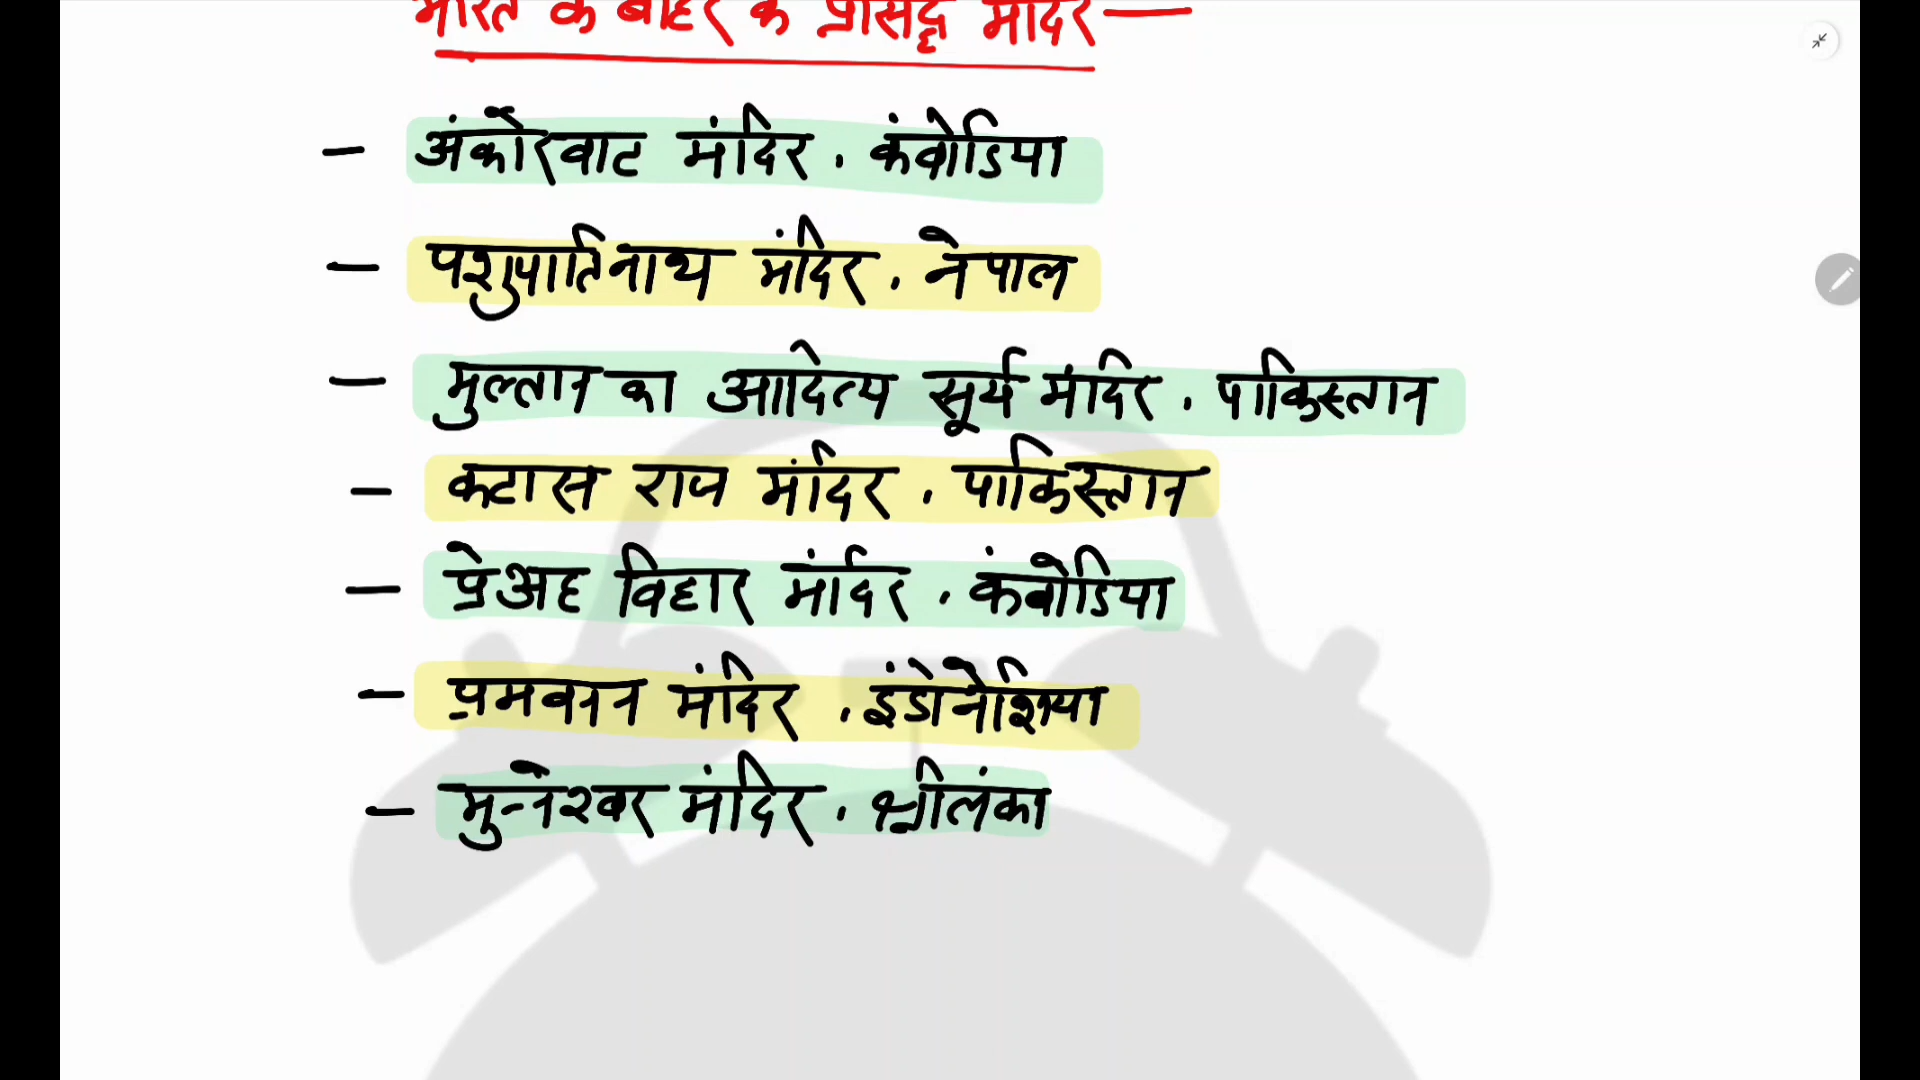 भारत के बाहर के प्रसिद्ध मंदिर —
- अंकोरवाट मंदिर . कंबोडिया
- पशुपतिनाथ मंदिर . नेपाल
- मुल्तान का आदित्य सूर्य मंदिर . पाकिस्तान
- कटास राज मंदिर . पाकिस्तान
- प्रेअह विहार मंदिर . कंबोडिया
- प्रमबनन मंदिर . इंडोनेशिया
- मुन्नेश्वर मंदिर . श्रीलंका